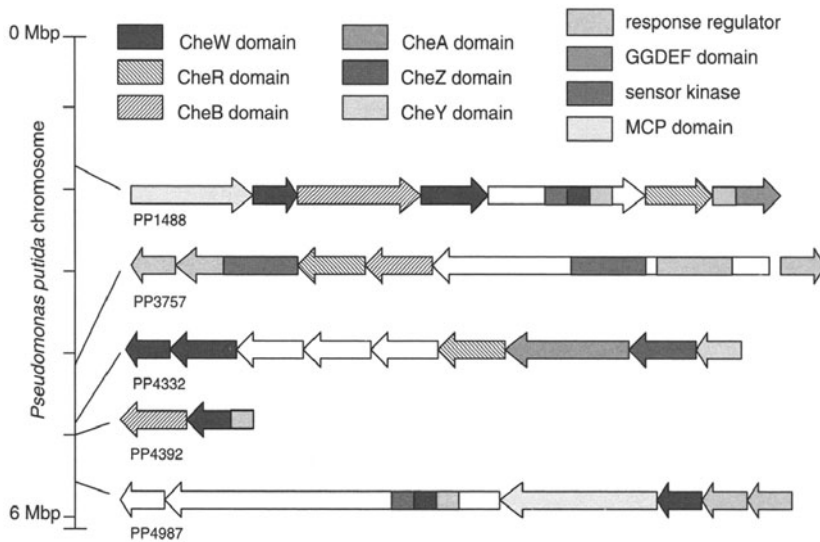 0 Mbp
CheW domain
CheR domain
CheB domain
CheA domain
CheZ domain
CheY domain
response regulator
GGDEF domain
sensor kinase
MCP domain
Pseudomonas putida chromosome
PP1488
PP3757
PP4332
PP4392
PP4987
6 Mbp